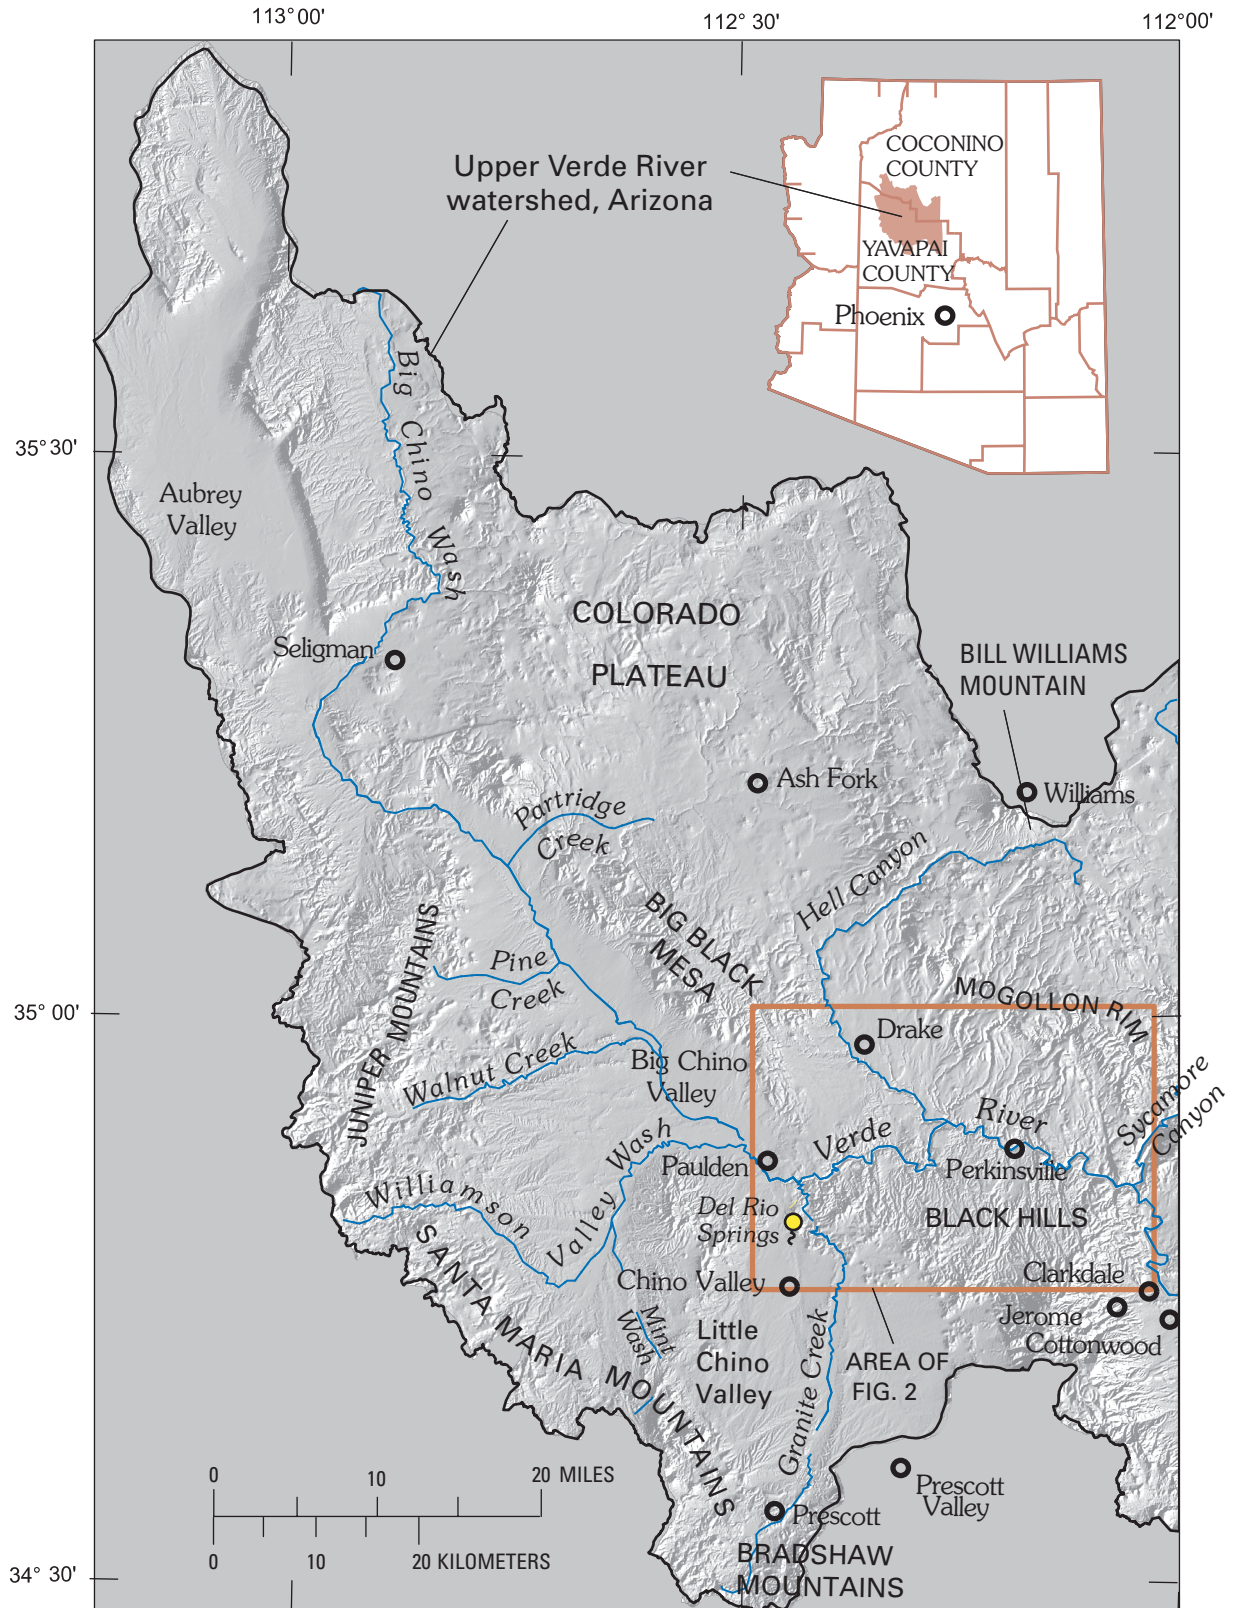 113° 00'
112° 30'
112° 00'
Upper Verde River
watershed, Arizona
COCONINO
COUNTY
YAVAPAI
COUNTY
Phoenix
Big Chino Wash
35° 30'
Aubrey
Valley
COLORADO
PLATEAU
Seligman
BILL WILLIAMS
MOUNTAIN
Ash Fork
Williams
Partridge
Creek
Hell Canyon
BIG BLACK
MESA
JUNIPER MOUNTAINS
Pine
Creek
MOGOLLON RIM
35° 00'
Drake
Walnut Creek
Big Chino
Valley
Sycamore
Canyon
Verde River
Williamson Valley Wash
Paulden
Perkinsville
Del Rio
Springs
BLACK HILLS
SANTA MARIA MOUNTAINS
Chino Valley
Clarkdale
Jerome
Cottonwood
Mint
Wash
Little
Chino
Valley
Granite Creek
AREA OF
FIG. 2
0 10 20 MILES
0 10 20 KILOMETERS
Prescott
Valley
Prescott
BRADSHAW
MOUNTAINS
34° 30'